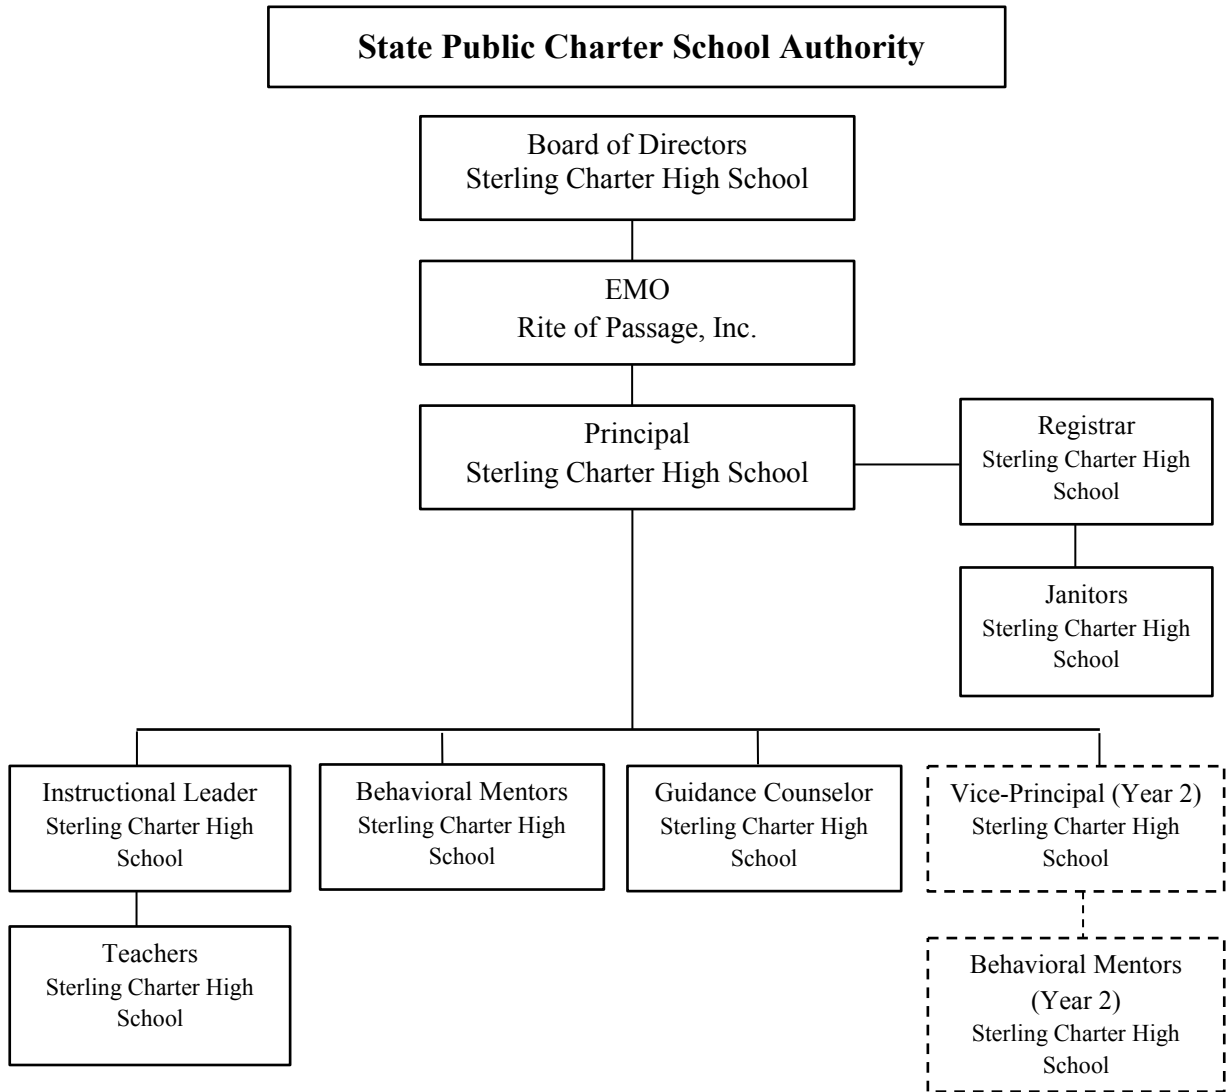 State Public Charter School Authority
Board of Directors
Sterling Charter High School
EMO
Rite of Passage, Inc.
Principal
Sterling Charter High School
Registrar
Sterling Charter High
School
Janitors
Sterling Charter High
School
Instructional Leader
Sterling Charter High
School
Behavioral Mentors
Sterling Charter High
School
Guidance Counselor
Sterling Charter High
School
Vice-Principal (Year 2)
Sterling Charter High
School
Teachers
Sterling Charter High
School
Behavioral Mentors
(Year 2)
Sterling Charter High
School